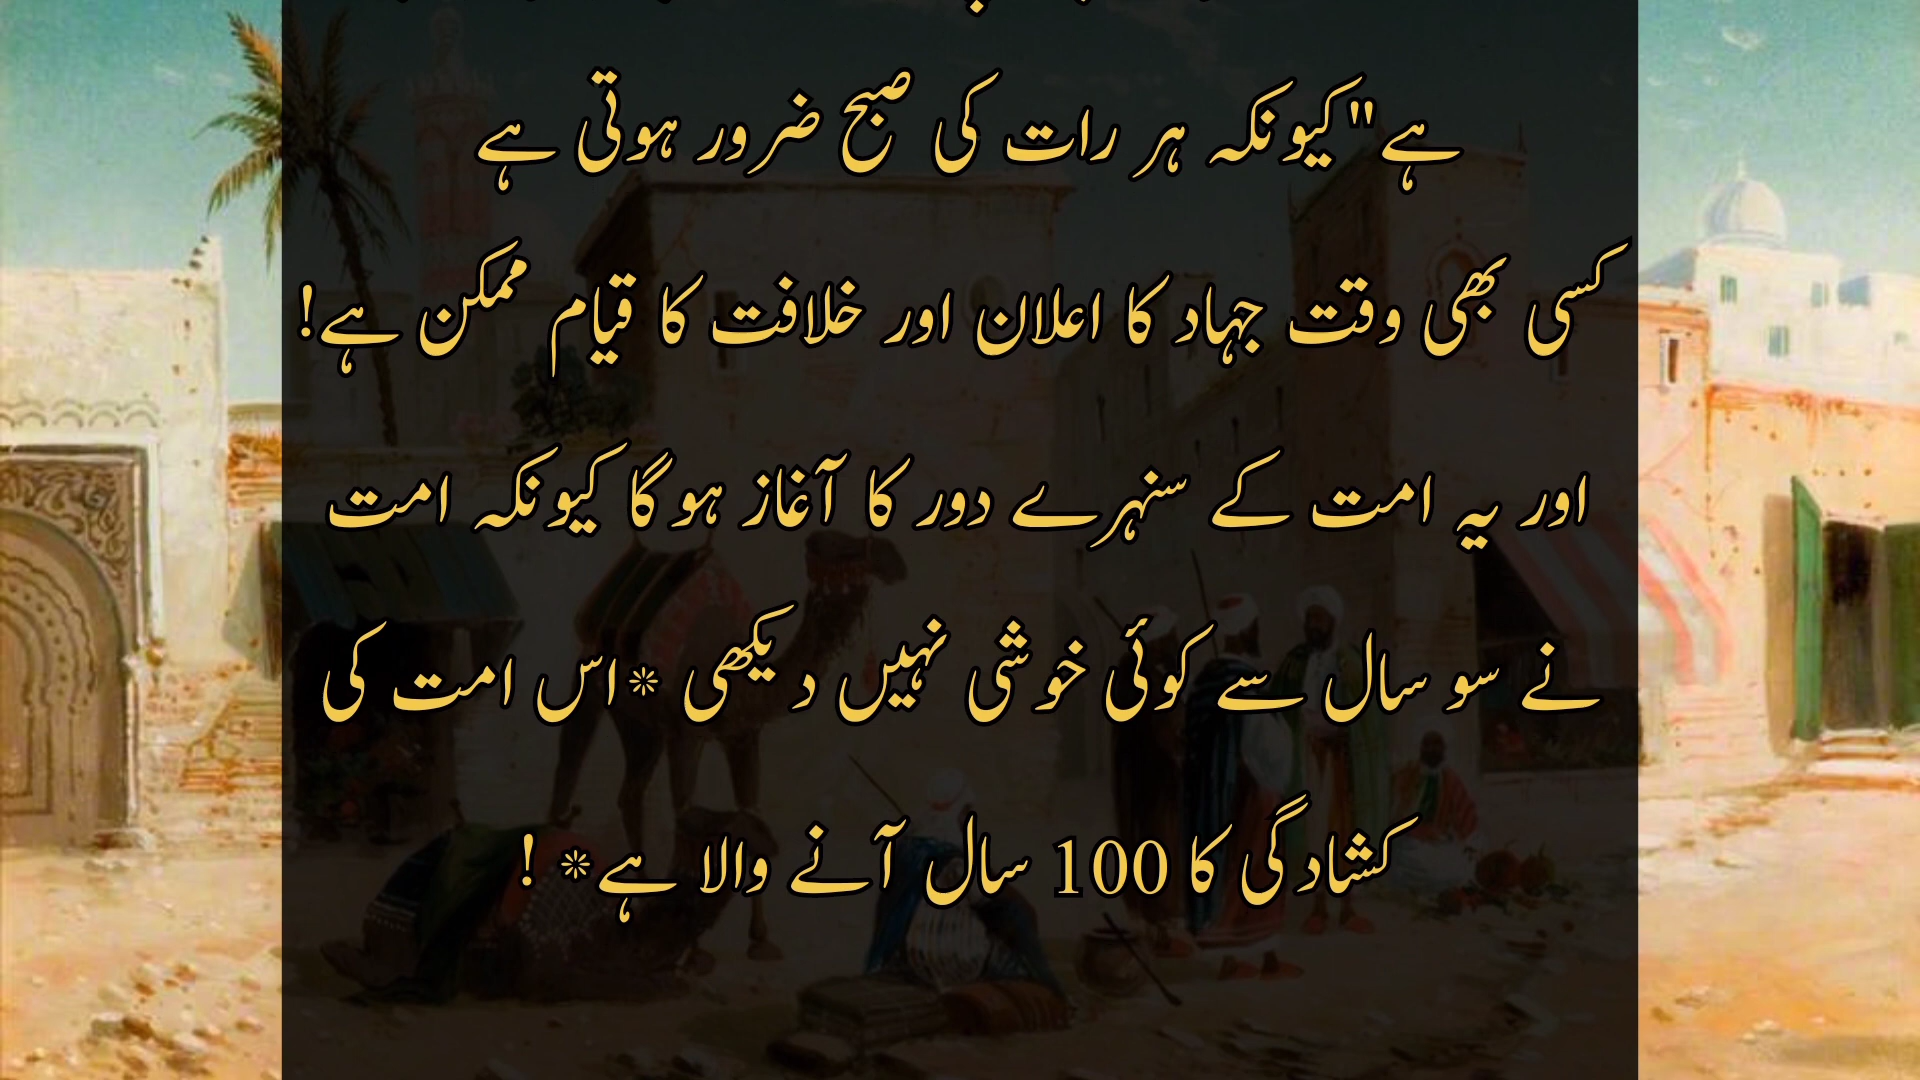 ہے"کیونکہ ہر رات کی صبح ضرور ہوتی ہے
کسی بھی وقت جہاد کا اعلان اور خلافت کا قیام ممکن ہے!
اور یہ امت کے سنہرے دور کا آغاز ہو گا کیونکہ امت
نے سو سال سے کوئی خوشی نہیں دیکھی *اس امت کی
کشادگی کا 100 سال آنے والا ہے* !